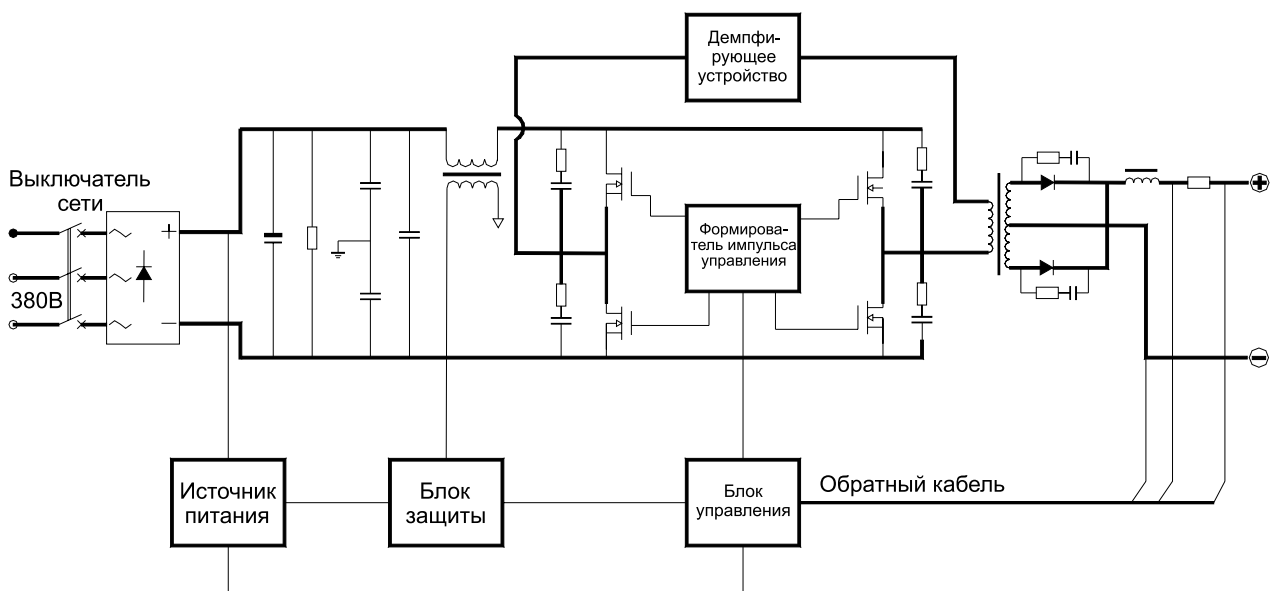 Демпфи-
рующее
устройство
Выключатель
сети
380В
+
−
Формирова-
тель импульса
управления
+
−
Источник
питания
Блок
защиты
Блок
управления
Обратный кабель